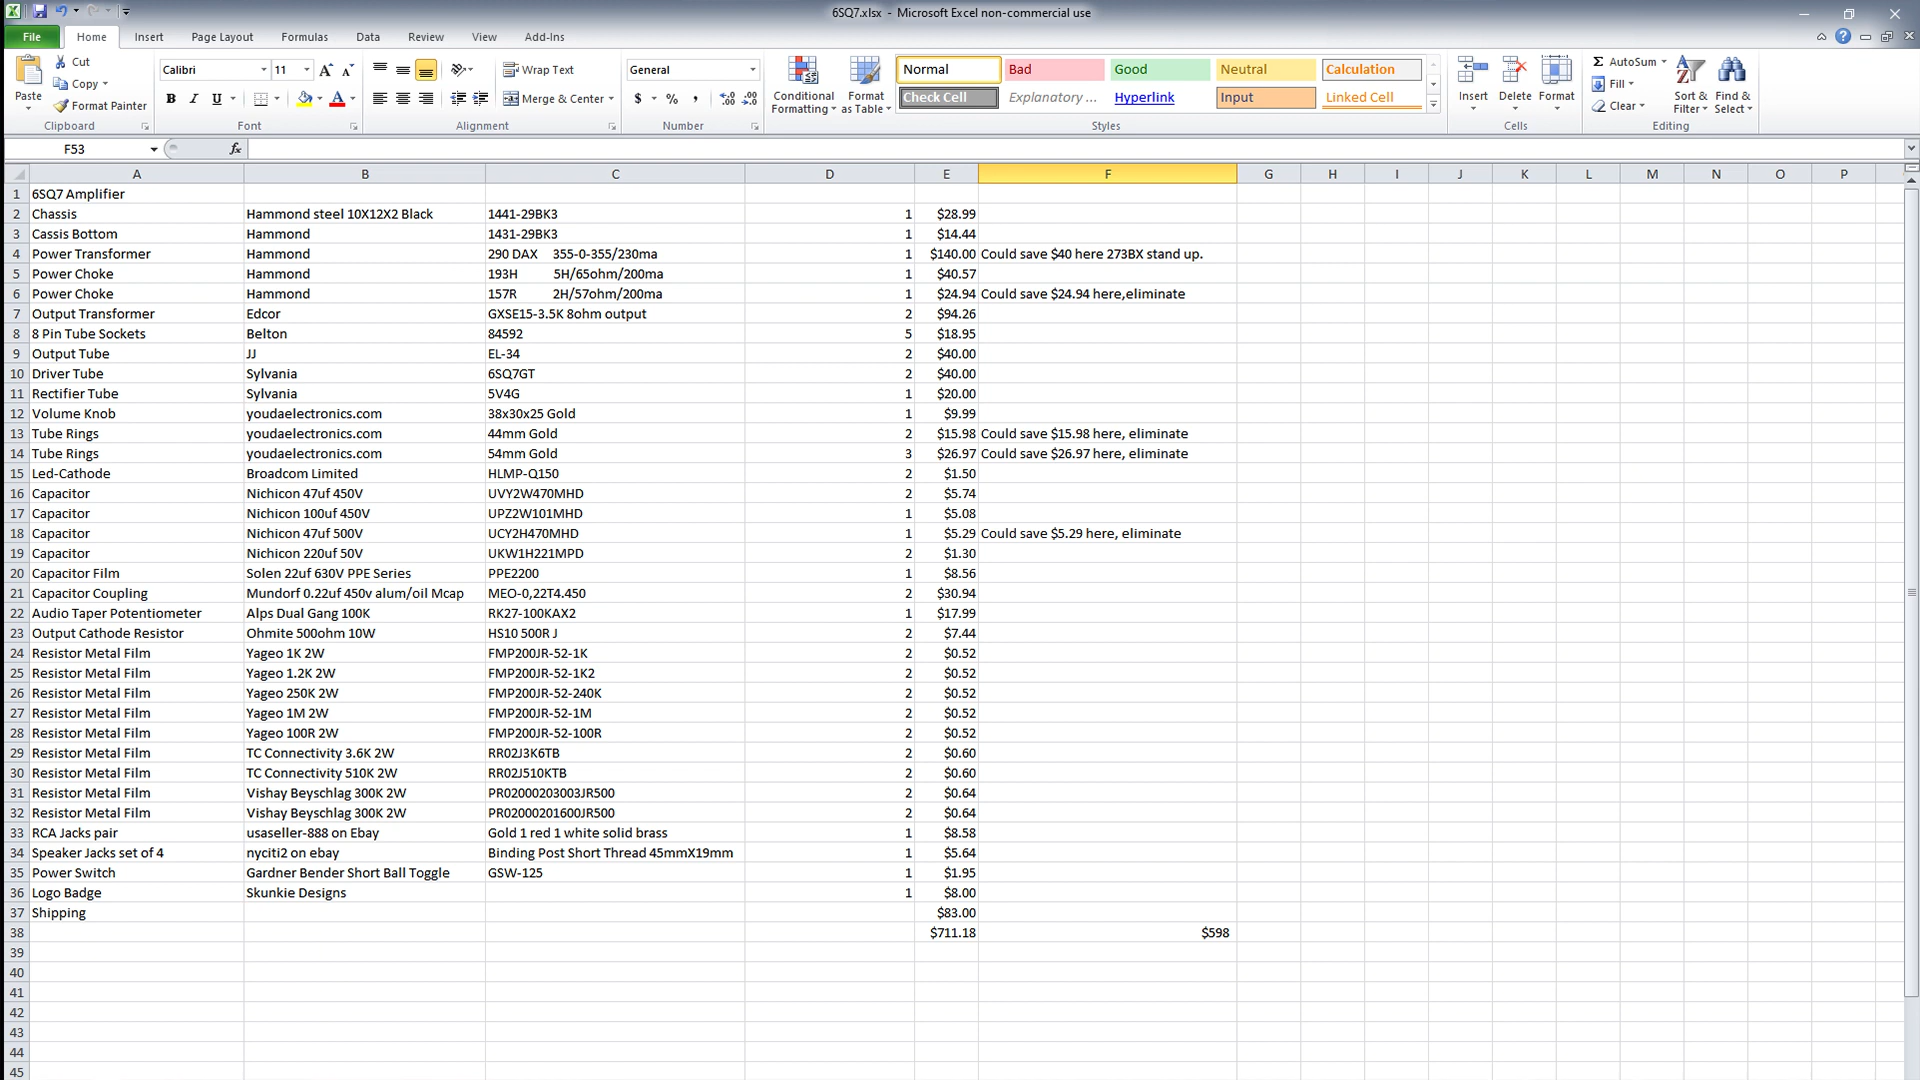 6SQ7.xlsx - Microsoft Excel non-commercial use
File Home Insert Page Layout Formulas Data Review View Add-Ins
Paste
Cut
Copy
Format Painter
Clipboard
Calibri 11
B I U
Font
Wrap Text
Merge & Center
Alignment
General
$ % ,
Number
Conditional Formatting
Format as Table
Normal Bad Good Neutral Calculation
Check Cell Explanatory ... Hyperlink Input Linked Cell
Styles
Insert Delete Format
Cells
Σ AutoSum
Fill
Clear
Sort & Filter
Find & Select
Editing
F53 fx
A B C D E F G H I J K L M N O P
1 6SQ7 Amplifier
2 Chassis Hammond steel 10X12X2 Black 1441-29BK3 1 $28.99
3 Cassis Bottom Hammond 1431-29BK3 1 $14.44
4 Power Transformer Hammond 290 DAX 355-0-355/230ma 1 $140.00 Could save $40 here 273BX stand up.
5 Power Choke Hammond 193H 5H/65ohm/200ma 1 $40.57
6 Power Choke Hammond 157R 2H/57ohm/200ma 1 $24.94 Could save $24.94 here,eliminate
7 Output Transformer Edcor GXSE15-3.5K 8ohm output 2 $94.26
8 8 Pin Tube Sockets Belton 84592 5 $18.95
9 Output Tube JJ EL-34 2 $40.00
10 Driver Tube Sylvania 6SQ7GT 2 $40.00
11 Rectifier Tube Sylvania 5V4G 1 $20.00
12 Volume Knob youdaelectronics.com 38x30x25 Gold 1 $9.99
13 Tube Rings youdaelectronics.com 44mm Gold 2 $15.98 Could save $15.98 here, eliminate
14 Tube Rings youdaelectronics.com 54mm Gold 3 $26.97 Could save $26.97 here, eliminate
15 Led-Cathode Broadcom Limited HLMP-Q150 2 $1.50
16 Capacitor Nichicon 47uf 450V UVY2W470MHD 2 $5.74
17 Capacitor Nichicon 100uf 450V UPZ2W101MHD 1 $5.08
18 Capacitor Nichicon 47uf 500V UCY2H470MHD 1 $5.29 Could save $5.29 here, eliminate
19 Capacitor Nichicon 220uf 50V UKW1H221MPD 2 $1.30
20 Capacitor Film Solen 22uf 630V PPE Series PPE2200 1 $8.56
21 Capacitor Coupling Mundorf 0.22uf 450v alum/oil Mcap MEO-0,22T4.450 2 $30.94
22 Audio Taper Potentiometer Alps Dual Gang 100K RK27-100KAX2 1 $17.99
23 Output Cathode Resistor Ohmite 500ohm 10W HS10 500R J 2 $7.44
24 Resistor Metal Film Yageo 1K 2W FMP200JR-52-1K 2 $0.52
25 Resistor Metal Film Yageo 1.2K 2W FMP200JR-52-1K2 2 $0.52
26 Resistor Metal Film Yageo 250K 2W FMP200JR-52-240K 2 $0.52
27 Resistor Metal Film Yageo 1M 2W FMP200JR-52-1M 2 $0.52
28 Resistor Metal Film Yageo 100R 2W FMP200JR-52-100R 2 $0.52
29 Resistor Metal Film TC Connectivity 3.6K 2W RR02J3K6TB 2 $0.60
30 Resistor Metal Film TC Connectivity 510K 2W RR02J510KTB 2 $0.60
31 Resistor Metal Film Vishay Beyschlag 300K 2W PR02000203003JR500 2 $0.64
32 Resistor Metal Film Vishay Beyschlag 300K 2W PR02000201600JR500 2 $0.64
33 RCA Jacks pair usaseller-888 on Ebay Gold 1 red 1 white solid brass 1 $8.58
34 Speaker Jacks set of 4 nyciti2 on ebay Binding Post Short Thread 45mmX19mm 1 $5.64
35 Power Switch Gardner Bender Short Ball Toggle GSW-125 1 $1.95
36 Logo Badge Skunkie Designs 1 $8.00
37 Shipping $83.00
38 $711.18 $598
39
40
41
42
43
44
45